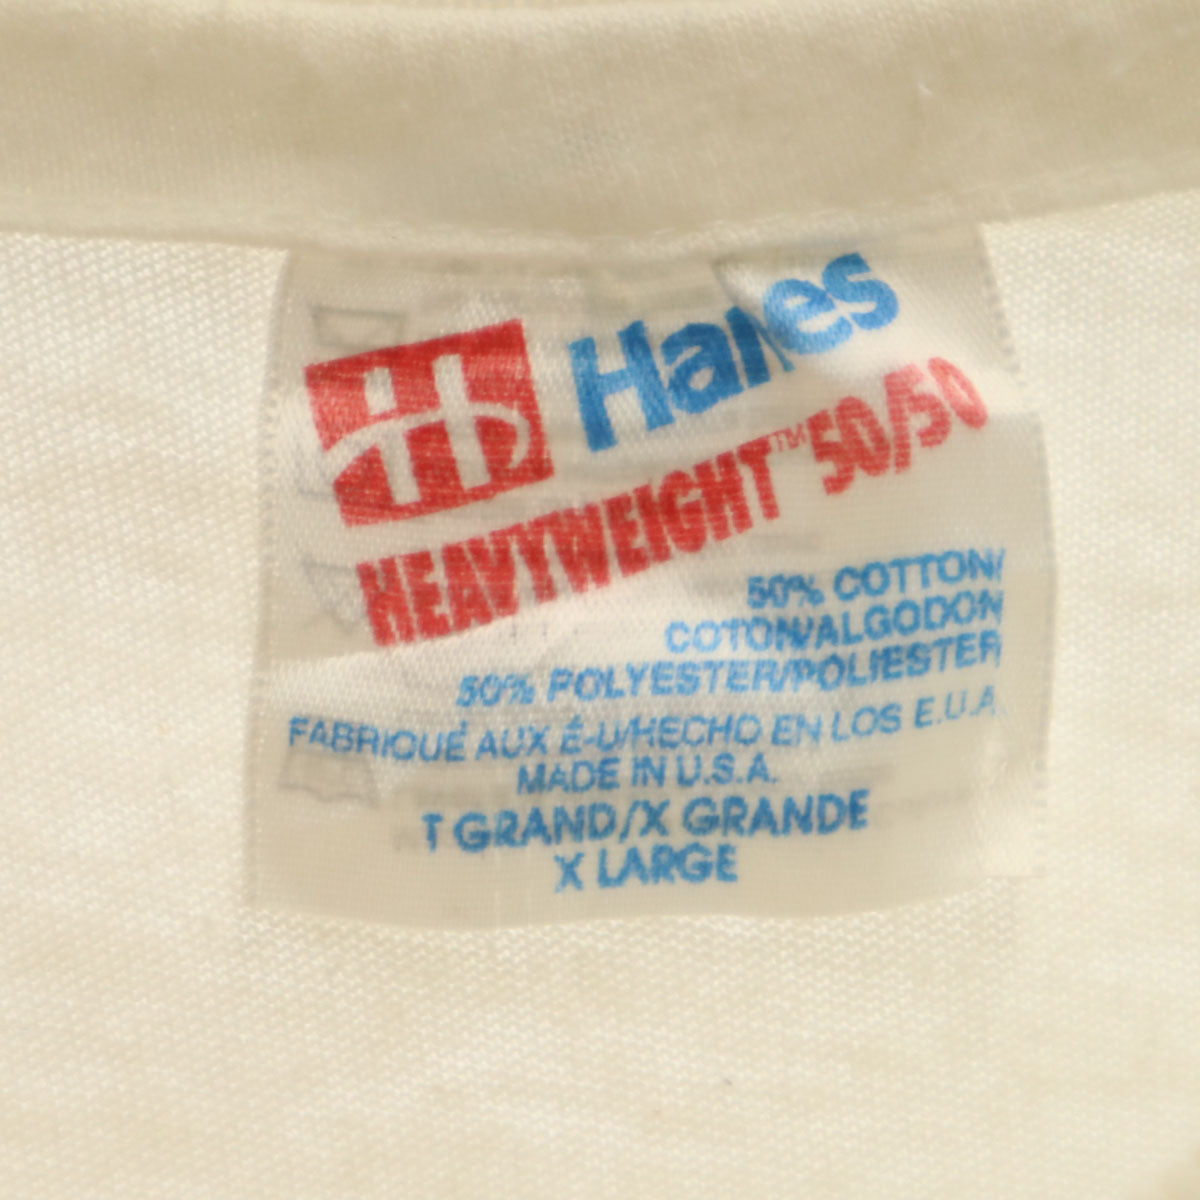 Hanes
HEAVYWEIGHT™ 50/50
50% COTTON/
COTON/ALGODON
50% POLYESTER/POLIESTER
FABRIQUÉ AUX É-U/HECHO EN LOS E.U.A.
MADE IN U.S.A.
T GRAND/X GRANDE
X LARGE